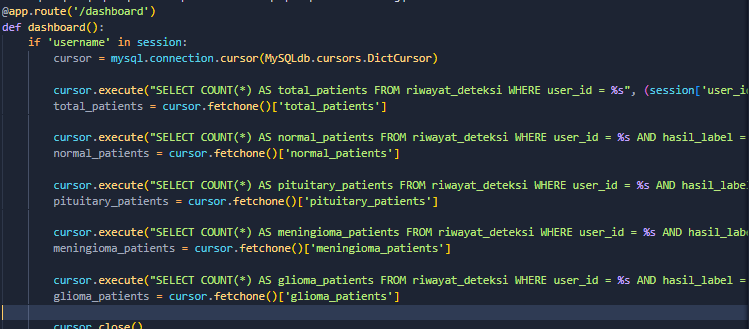 @app.route('/dashboard')
def dashboard():
if 'username' in session:
cursor = mysql.connection.cursor(MySQLdb.cursors.DictCursor)
cursor.execute("SELECT COUNT(*) AS total_patients FROM riwayat_deteksi WHERE user_id = %s", (session['user_id
total_patients = cursor.fetchone()['total_patients']
cursor.execute("SELECT COUNT(*) AS normal_patients FROM riwayat_deteksi WHERE user_id = %s AND hasil_label =
normal_patients = cursor.fetchone()['normal_patients']
cursor.execute("SELECT COUNT(*) AS pituitary_patients FROM riwayat_deteksi WHERE user_id = %s AND hasil_label
pituitary_patients = cursor.fetchone()['pituitary_patients']
cursor.execute("SELECT COUNT(*) AS meningioma_patients FROM riwayat_deteksi WHERE user_id = %s AND hasil_label
meningioma_patients = cursor.fetchone()['meningioma_patients']
cursor.execute("SELECT COUNT(*) AS glioma_patients FROM riwayat_deteksi WHERE user_id = %s AND hasil_label =
glioma_patients = cursor.fetchone()['glioma_patients']
cursor.close()